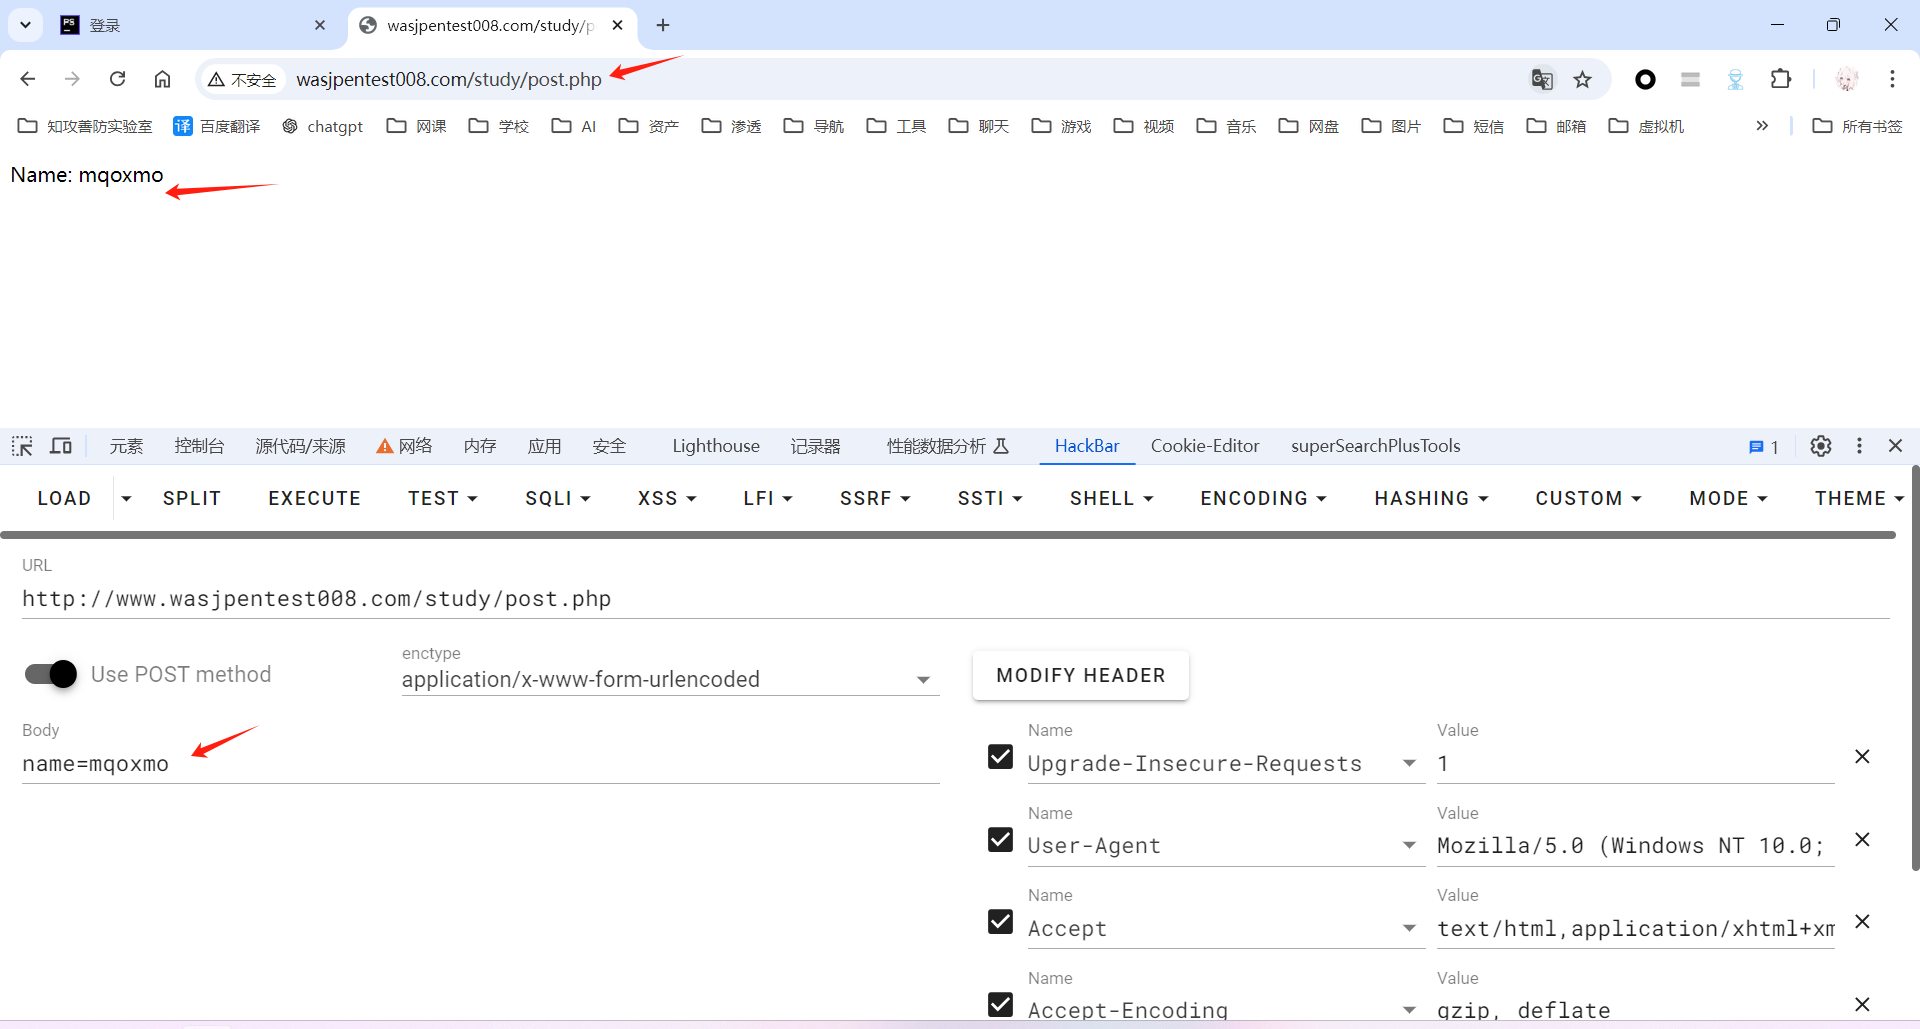 登录
wasjpentest008.com/study/p
不安全
wasjpentest008.com/study/post.php
知攻善防实验室 译 百度翻译 chatgpt 网课 学校 AI 资产 渗透 导航 工具 聊天 游戏 视频 音乐 网盘 图片 短信 邮箱 虚拟机 » 所有书签
Name: mqoxmo
元素 控制台 源代码/来源 网络 内存 应用 安全 Lighthouse 记录器 性能数据分析 HackBar Cookie-Editor superSearchPlusTools 1
LOAD SPLIT EXECUTE TEST SQLI XSS LFI SSRF SSTI SHELL ENCODING HASHING CUSTOM MODE THEME
URL
http://www.wasjpentest008.com/study/post.php
Use POST method
enctype
application/x-www-form-urlencoded
MODIFY HEADER
Body
name=mqoxmo
Name Value
Upgrade-Insecure-Requests 1
Name Value
User-Agent Mozilla/5.0 (Windows NT 10.0;
Name Value
Accept text/html,application/xhtml+xm
Name Value
Accept-Encoding gzip, deflate